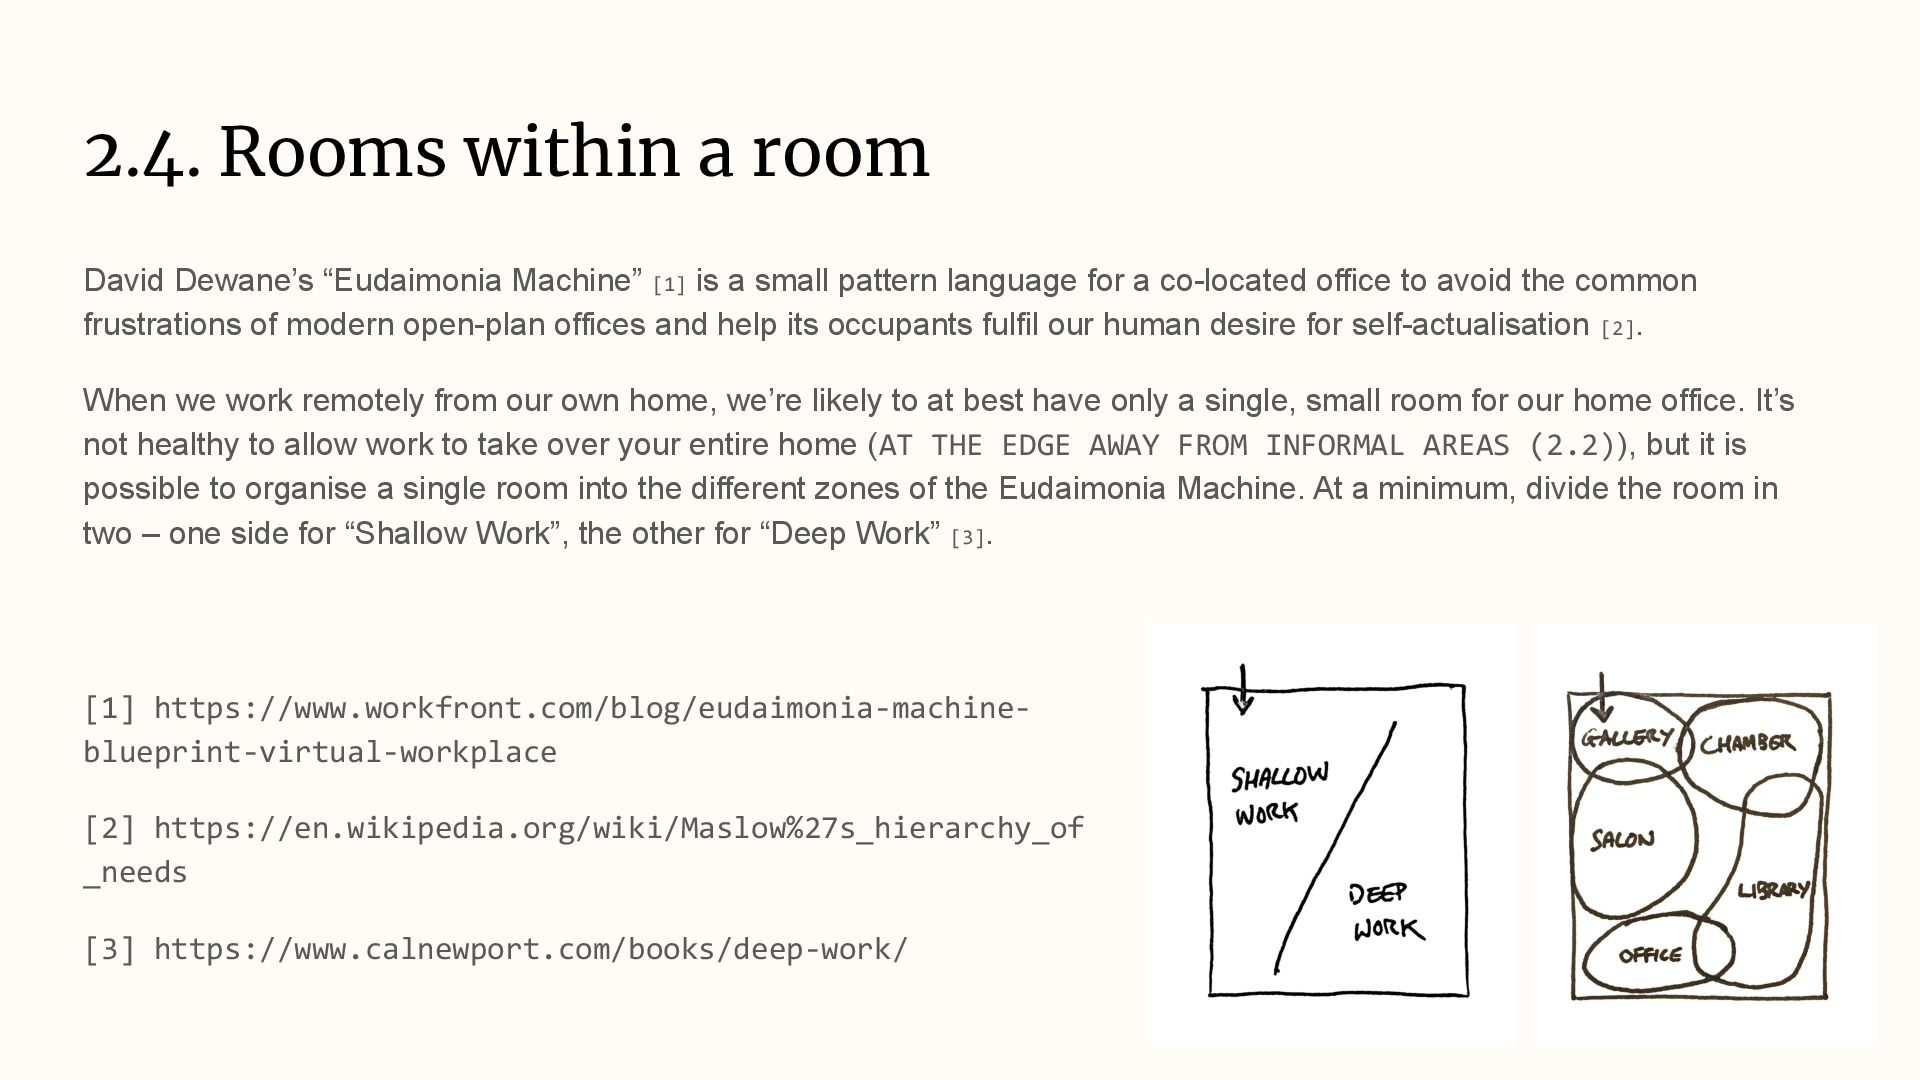 2.4. Rooms within a room
David Dewane’s “Eudaimonia Machine” [1] is a small pattern language for a co-located office to avoid the common
frustrations of modern open-plan offices and help its occupants fulfil our human desire for self-actualisation [2].
When we work remotely from our own home, we’re likely to at best have only a single, small room for our home office. It’s
not healthy to allow work to take over your entire home (AT THE EDGE AWAY FROM INFORMAL AREAS (2.2)), but it is
possible to organise a single room into the different zones of the Eudaimonia Machine. At a minimum, divide the room in
two – one side for “Shallow Work”, the other for “Deep Work” [3].
[1] https://www.workfront.com/blog/eudaimonia-machine-
blueprint-virtual-workplace
[2] https://en.wikipedia.org/wiki/Maslow%27s_hierarchy_of
_needs
[3] https://www.calnewport.com/books/deep-work/
SHALLOW
WORK
DEEP
WORK
GALLERY
CHAMBER
SALON
LIBRARY
OFFICE